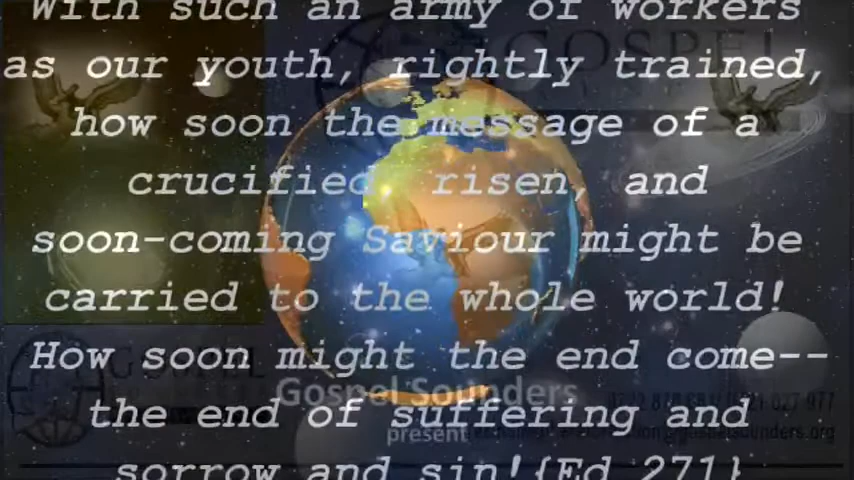 With such an army of workers
as our youth, rightly trained,
how soon the message of a
crucified, risen, and
soon-coming Saviour might be
carried to the whole world!
How soon might the end come--
the end of suffering and
sorrow and sin!{Ed 271}
GOSPEL
GOSPEL
Gospel Sounders
present